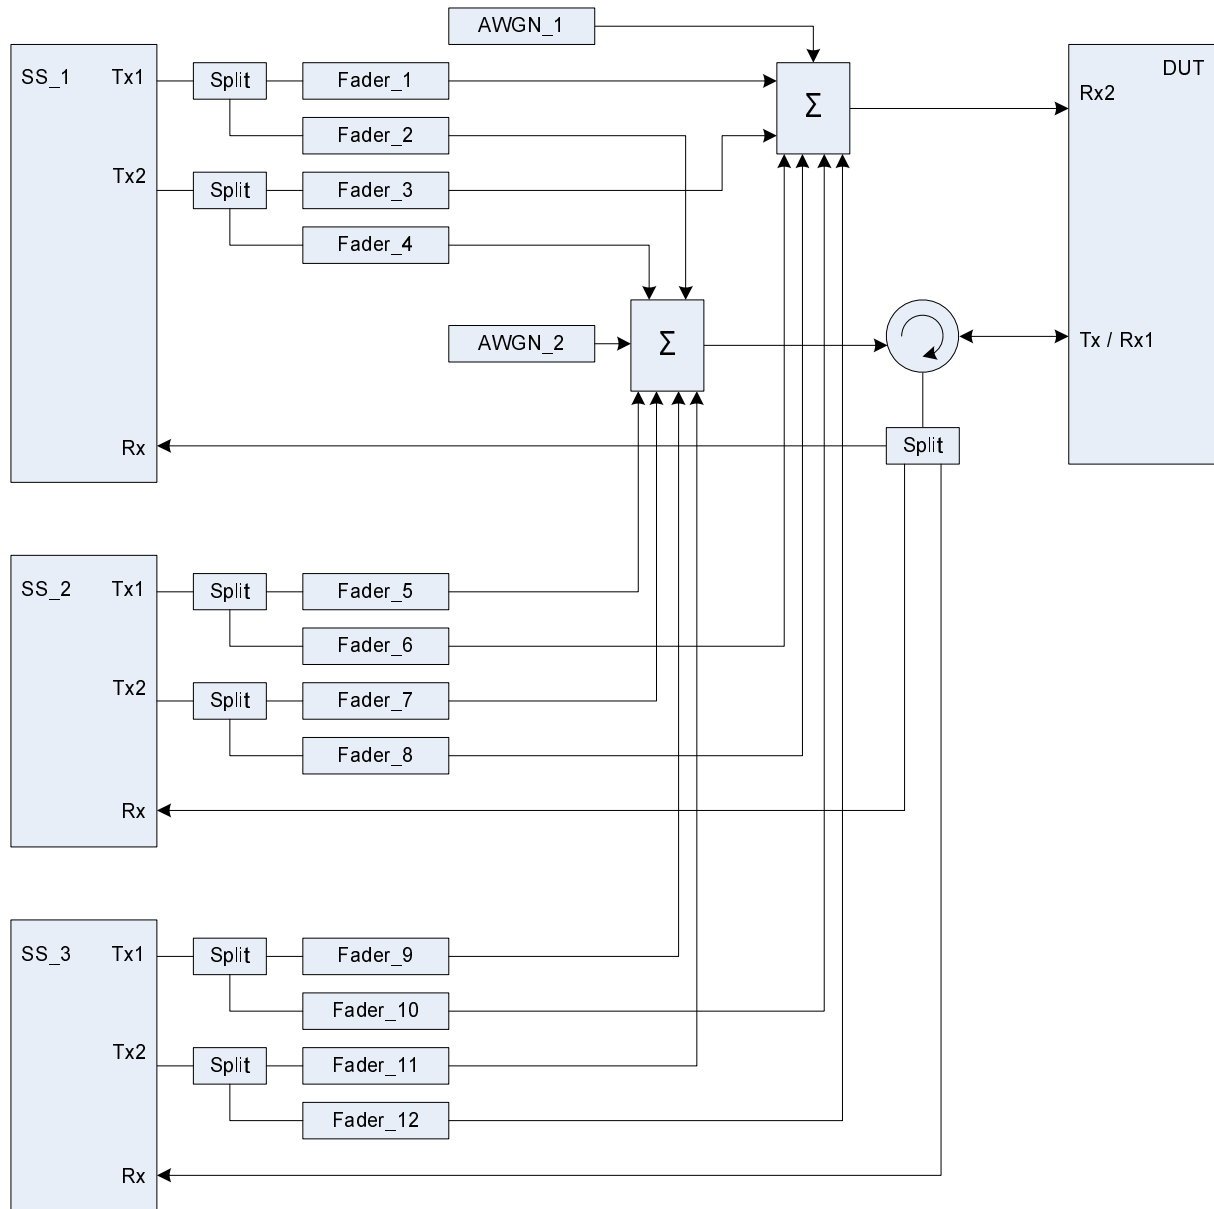 AWGN_1
SS_1
Tx1
Split
Fader_1
Σ
DUT
Rx2
Fader_2
Tx2
Split
Fader_3
Fader_4
AWGN_2
Σ
Tx / Rx1
Rx
Split
SS_2
Tx1
Split
Fader_5
Fader_6
Tx2
Split
Fader_7
Fader_8
Rx
SS_3
Tx1
Split
Fader_9
Fader_10
Tx2
Split
Fader_11
Fader_12
Rx